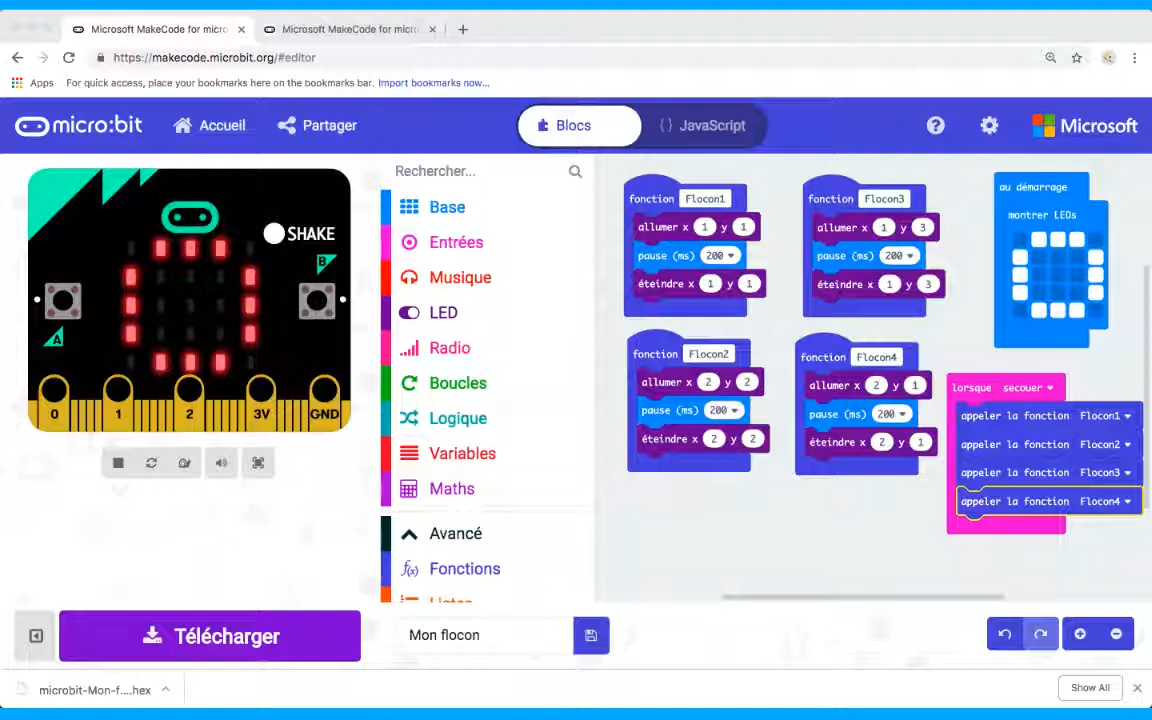 Microsoft MakeCode for micro
Microsoft MakeCode for micro
https://makecode.microbit.org/#editor
Apps For quick access, place your bookmarks here on the bookmarks bar. Import bookmarks now...
micro:bit Accueil Partager Blocs {} JavaScript ? Microsoft
Rechercher...
Base
Entrées
Musique
LED
Radio
Boucles
Logique
Variables
Maths
Avancé
Fonctions
SHAKE
B
A
0 1 2 3V GND
fonction Flocon1
allumer x 1 y 1
pause (ms) 200
éteindre x 1 y 1
fonction Flocon3
allumer x 1 y 3
pause (ms) 200
éteindre x 1 y 3
au démarrage
montrer LEDs
fonction Flocon2
allumer x 2 y 2
pause (ms) 200
éteindre x 2 y 2
fonction Flocon4
allumer x 2 y 1
pause (ms) 200
éteindre x 2 y 1
lorsque secouer
appeler la fonction Flocon1
appeler la fonction Flocon2
appeler la fonction Flocon3
appeler la fonction Flocon4
Télécharger
Mon flocon
microbit-Mon-f....hex
Show All